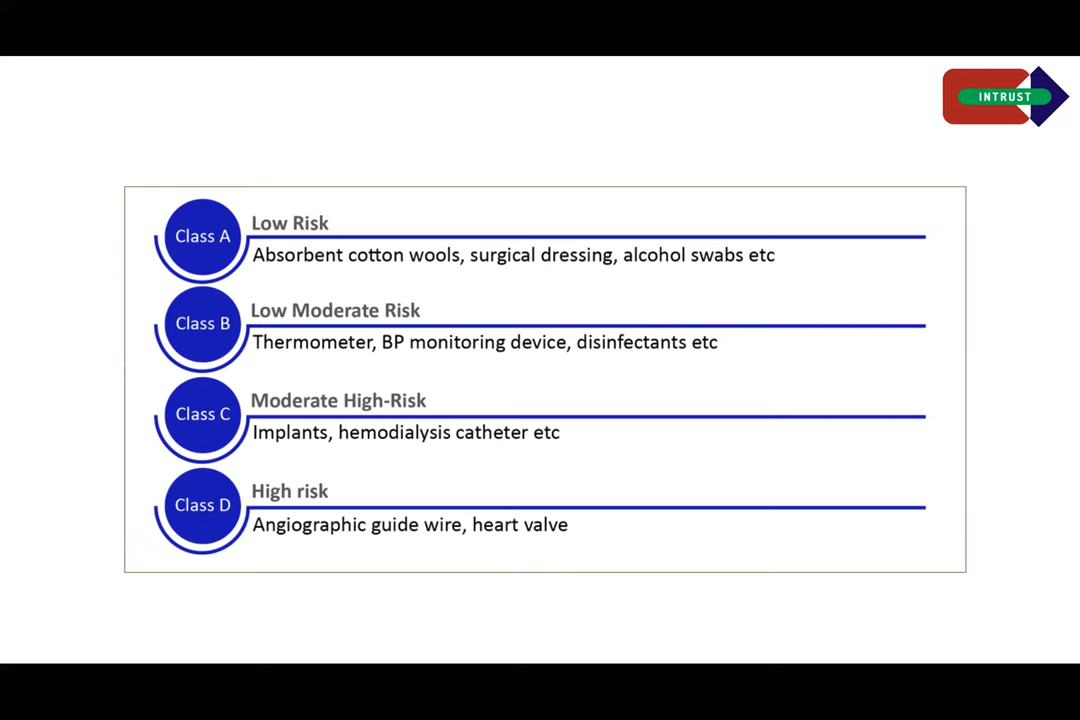 INTRUST
Class A
Low Risk
Absorbent cotton wools, surgical dressing, alcohol swabs etc
Class B
Low Moderate Risk
Thermometer, BP monitoring device, disinfectants etc
Class C
Moderate High-Risk
Implants, hemodialysis catheter etc
Class D
High risk
Angiographic guide wire, heart valve